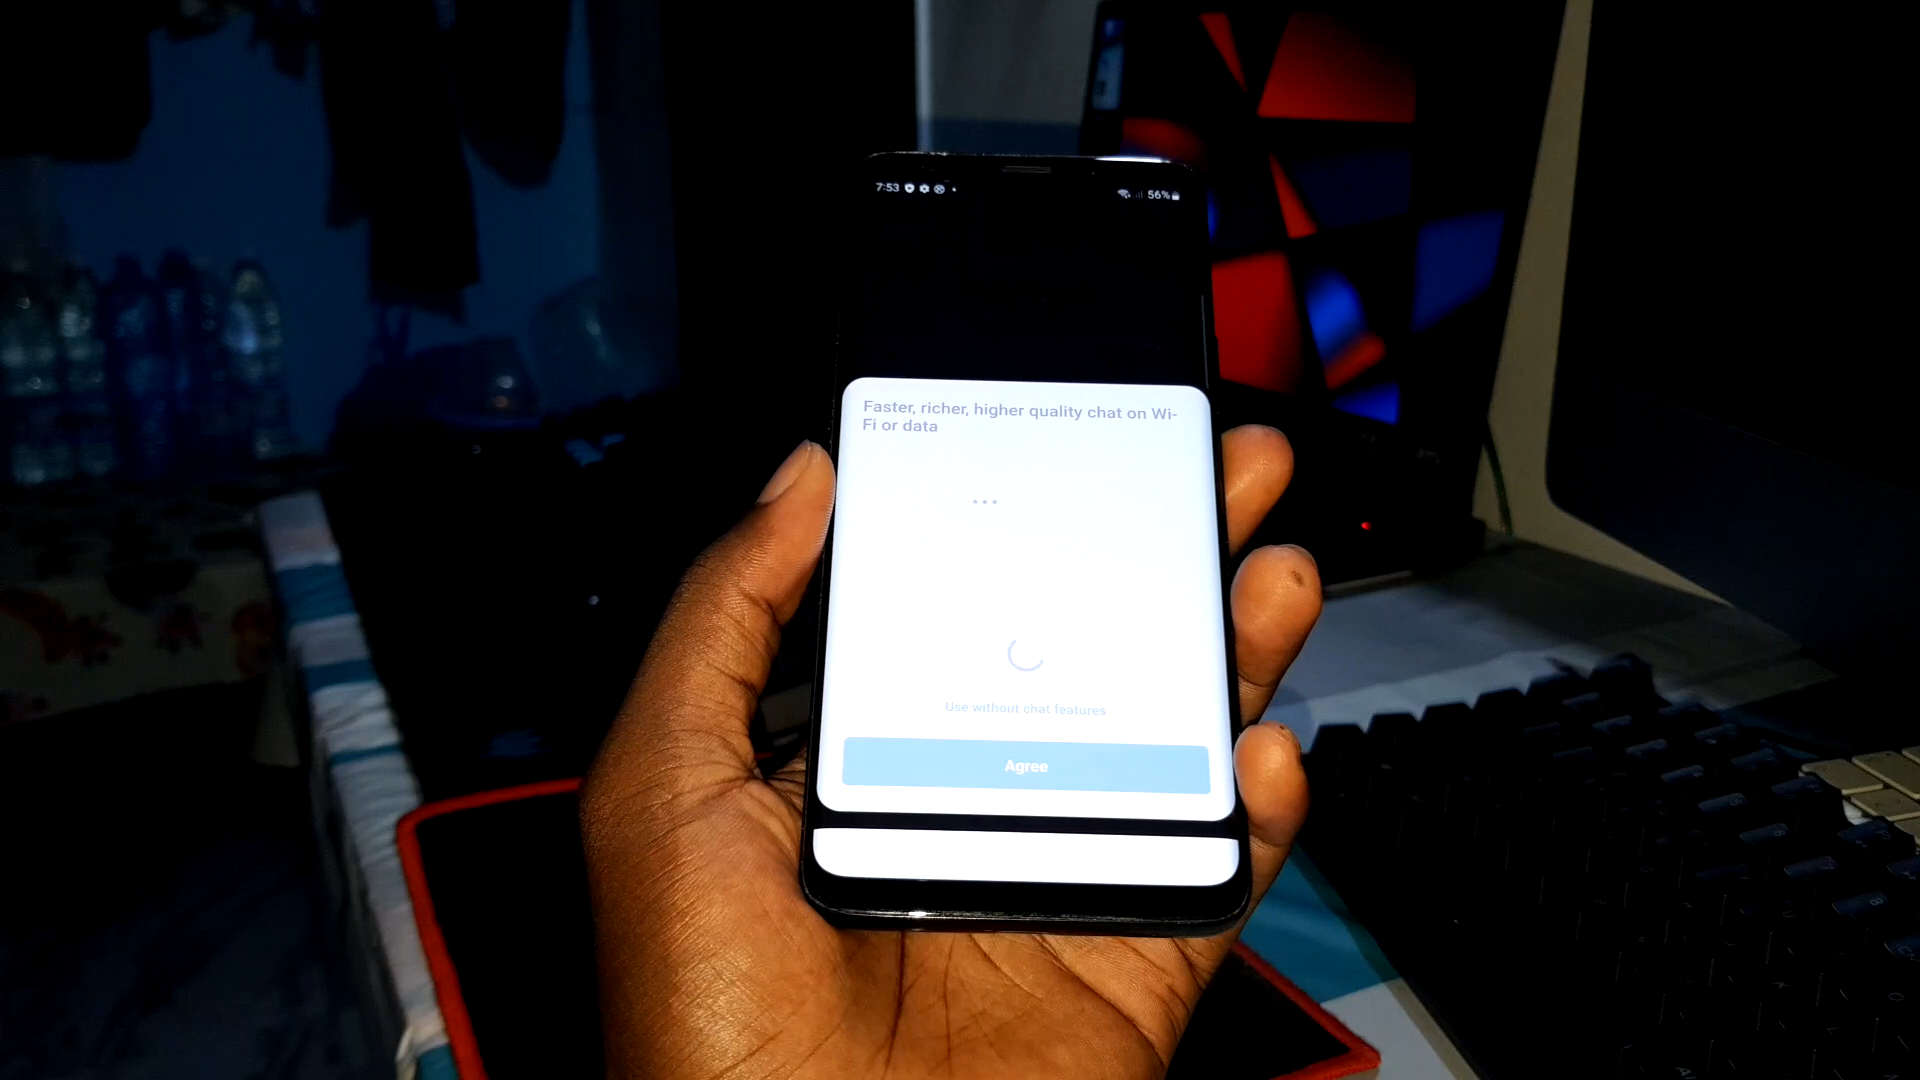 7:53
56%
Faster, richer, higher quality chat on Wi-
Fi or data
Use without chat features
Agree